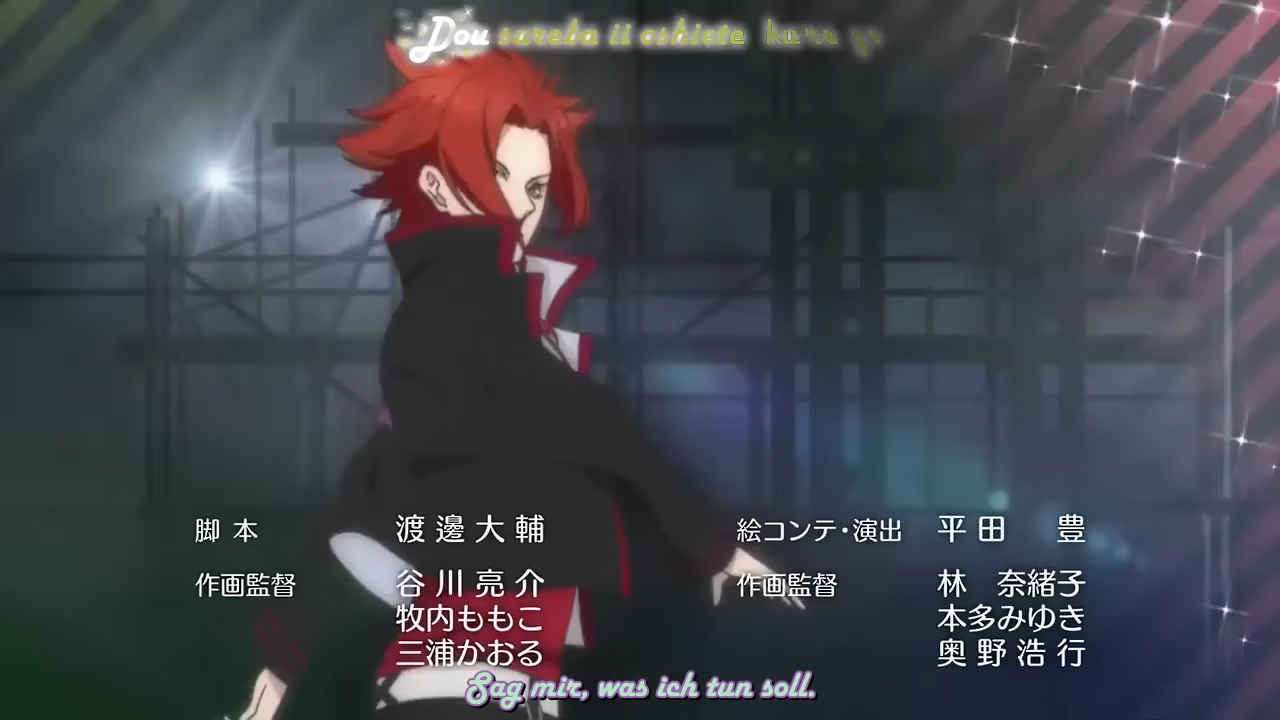 Dou sureba ii oshiete kure yo
脚本 渡邊大輔
絵コンテ・演出 平田 豊
作画監督 谷川亮介
牧内ももこ
三浦かおる
作画監督 林 奈緒子
本多みゆき
奥野浩行
Sag mir, was ich tun soll.